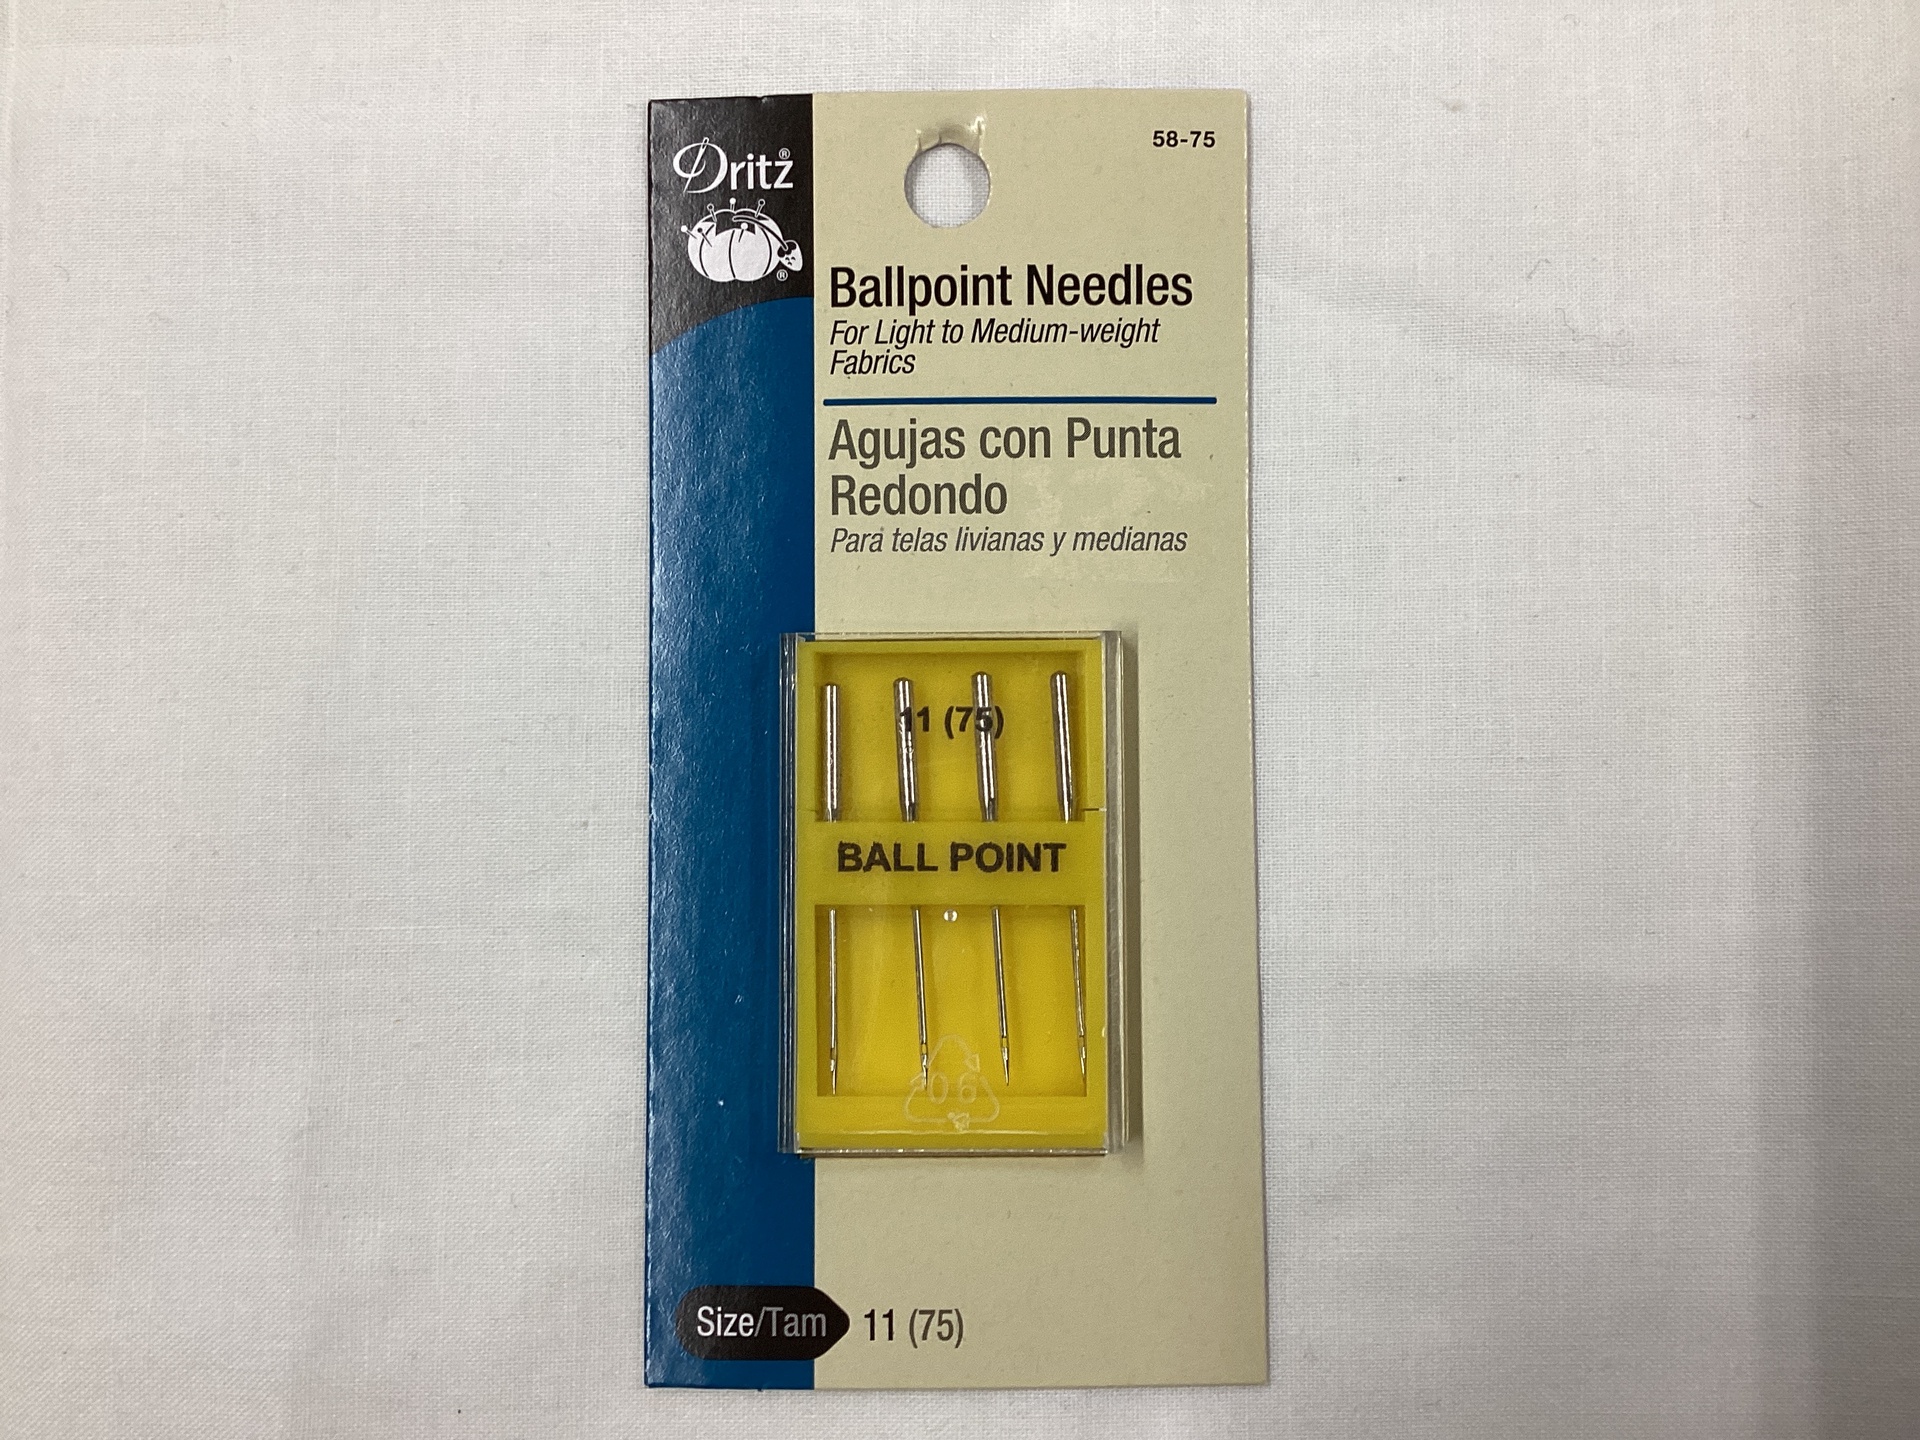 Dritz®
®
58-75
Ballpoint Needles
For Light to Medium-weight
Fabrics
Agujas con Punta
Redondo
Para telas livianas y medianas
11 (75)
BALL POINT
06
Size/Tam 11 (75)